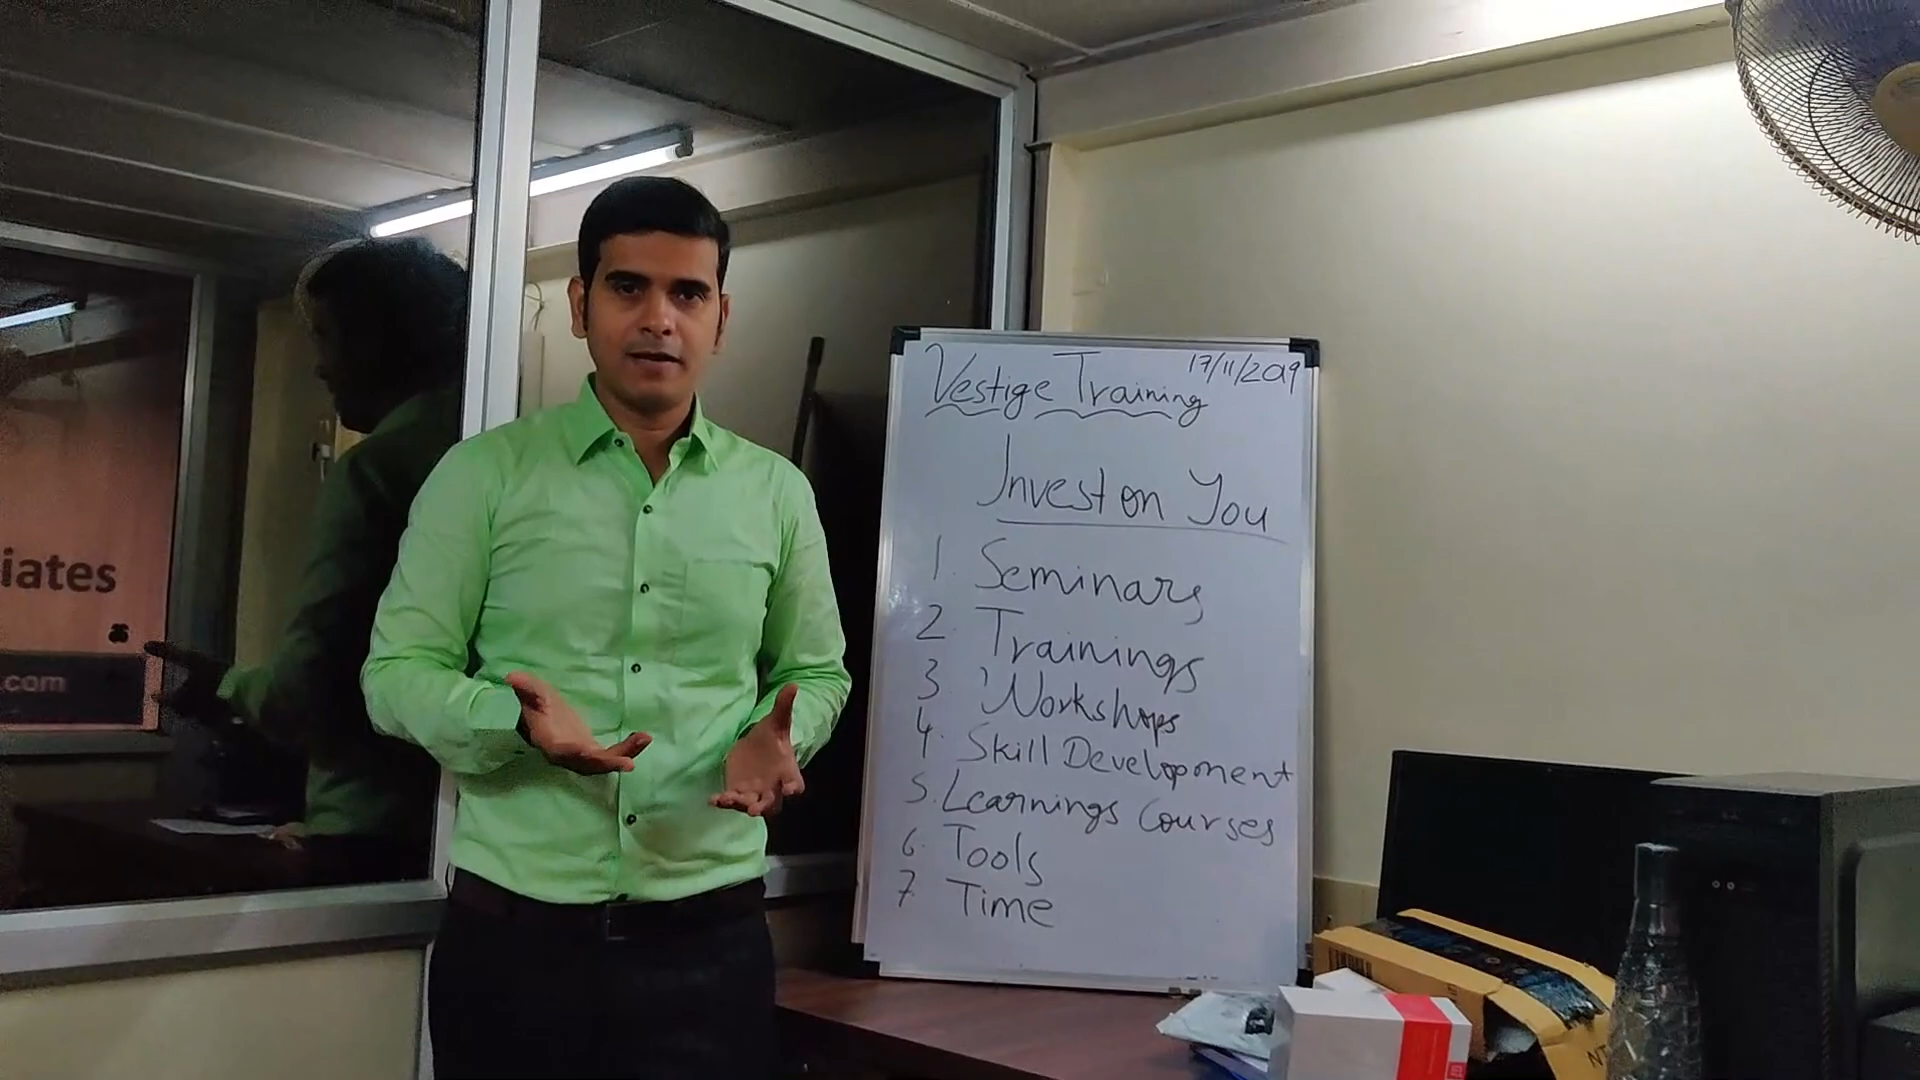 Vestige Training 17/11/2019
Invest on You
1. Seminars
2. Trainings
3 Workshops
4. Skill Development
5. Learnings Courses
6. Tools
7. Time
iates
.com